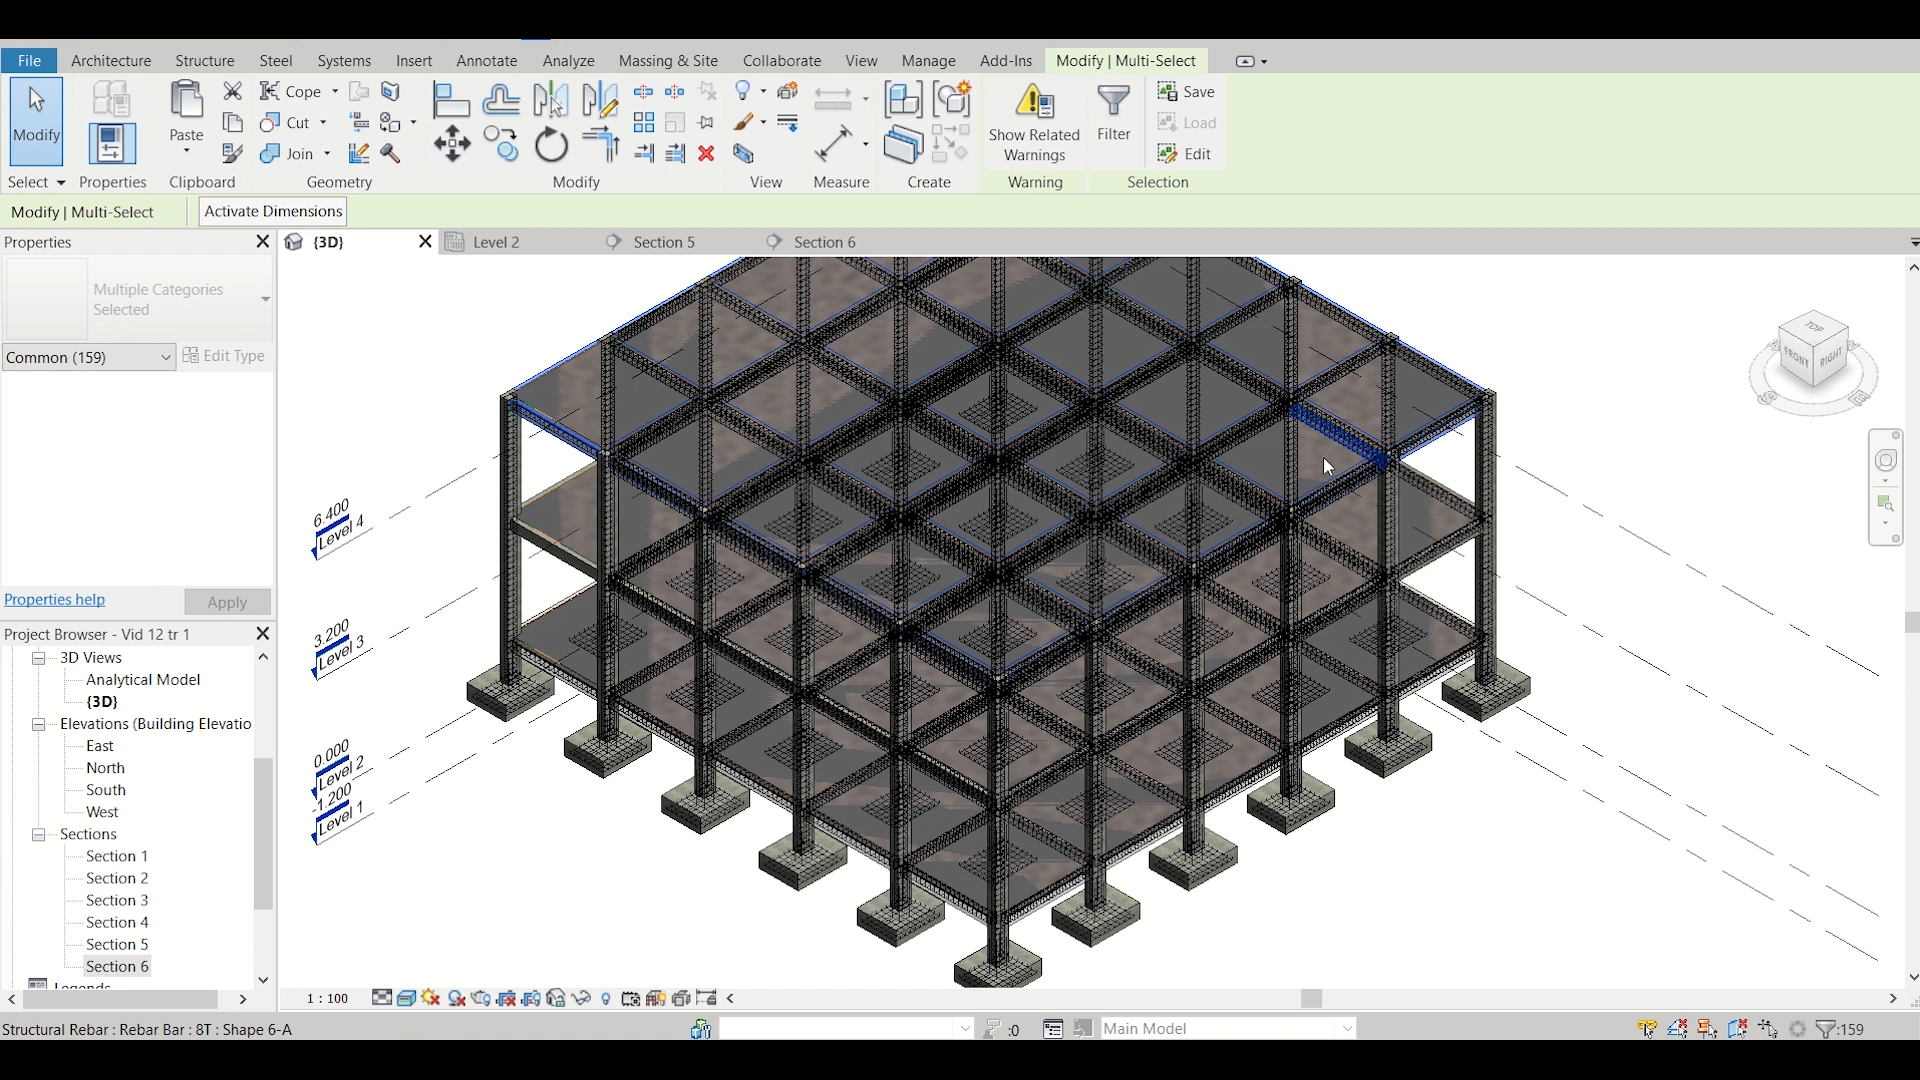 File Architecture Structure Steel Systems Insert Annotate Analyze Massing & Site Collaborate View Manage Add-Ins Modify | Multi-Select
Modify Paste Cope Cut Join Show Related Warnings Filter Save Load Edit
Select Properties Clipboard Geometry Modify View Measure Create Warning Selection
Modify | Multi-Select Activate Dimensions
Properties
{3D} Level 2 Section 5 Section 6
Multiple Categories
Selected
Common (159) Edit Type
Properties help Apply
Project Browser - Vid 12 tr 1
3D Views
Analytical Model
{3D}
Elevations (Building Elevatio
East
North
South
West
Sections
Section 1
Section 2
Section 3
Section 4
Section 5
Section 6
Legends
6.400
Level 4
3.200
Level 3
0.000
Level 2
-1.200
Level 1
TOP
FRONT RIGHT
S E
1 : 100
Structural Rebar : Rebar Bar : 8T : Shape 6-A :0 Main Model :159